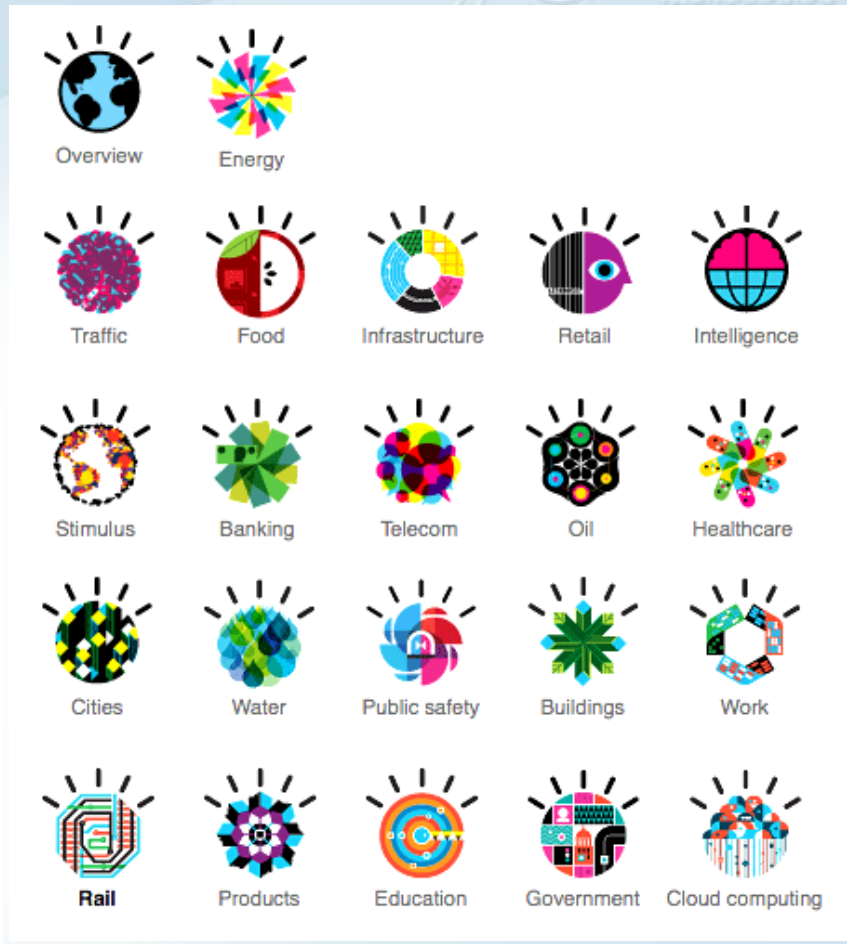 Overview Energy
Traffic Food Infrastructure Retail Intelligence
Stimulus Banking Telecom Oil Healthcare
Cities Water Public safety Buildings Work
Rail Products Education Government Cloud computing